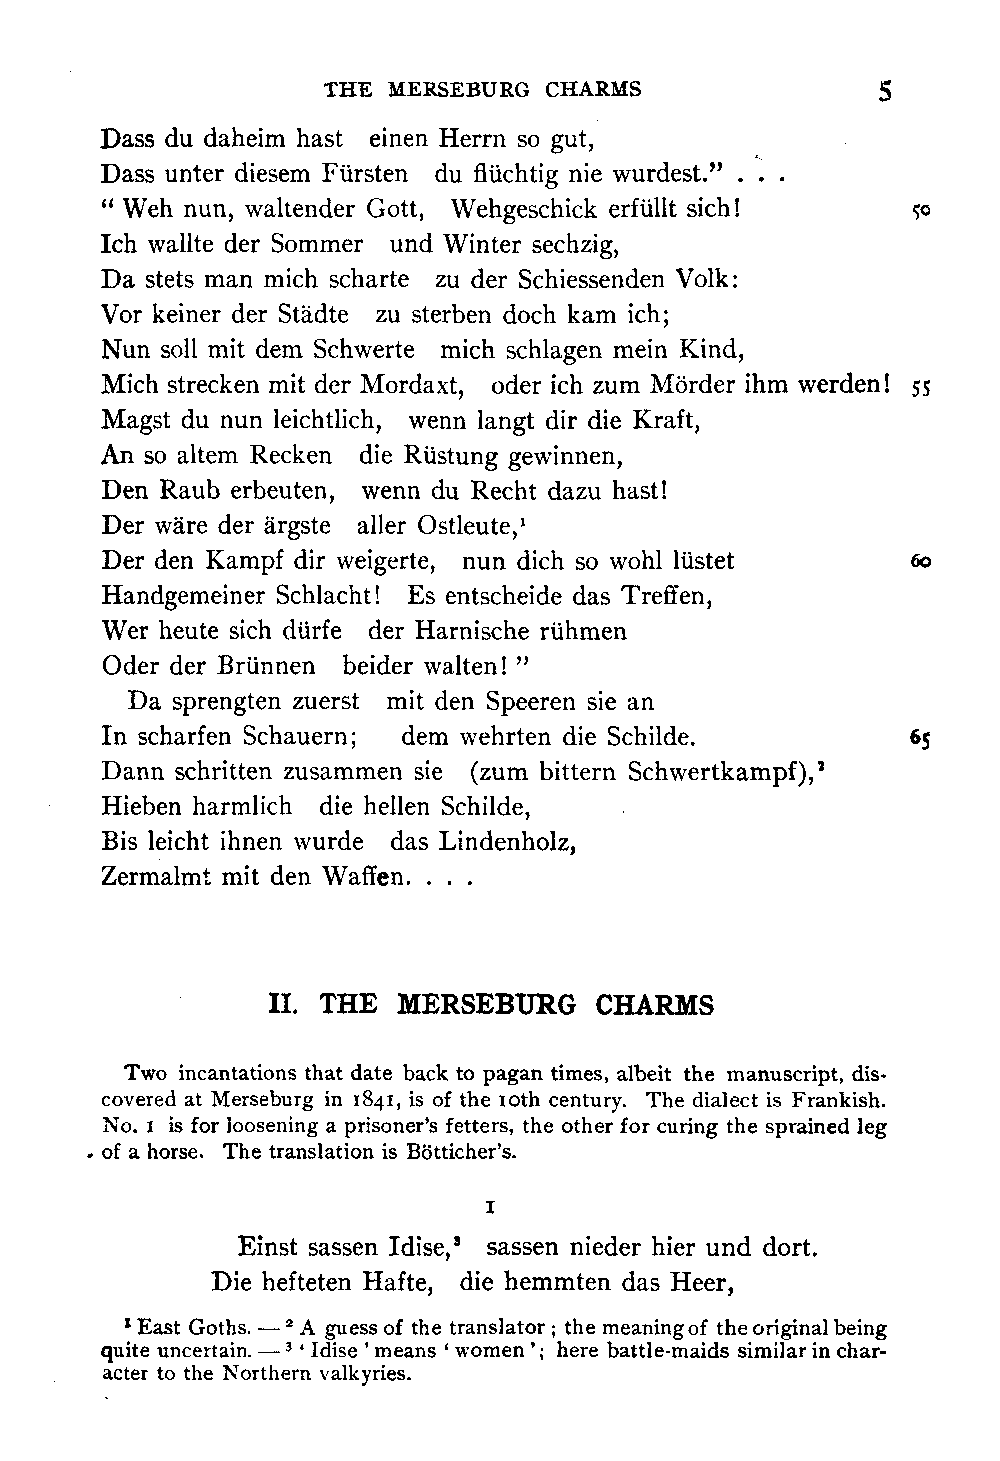 THE MERSEBURG CHARMS 5
Dass du daheim hast einen Herrn so gut,
Dass unter diesem Fürsten du flüchtig nie wurdest.” . . .
“ Weh nun, waltender Gott, Wehgeschick erfüllt sich! 50
Ich wallte der Sommer und Winter sechzig,
Da stets man mich scharte zu der Schiessenden Volk:
Vor keiner der Städte zu sterben doch kam ich;
Nun soll mit dem Schwerte mich schlagen mein Kind,
Mich strecken mit der Mordaxt, oder ich zum Mörder ihm werden! 55
Magst du nun leichtlich, wenn langt dir die Kraft,
An so altem Recken die Rüstung gewinnen,
Den Raub erbeuten, wenn du Recht dazu hast!
Der wäre der ärgste aller Ostleute,¹
Der den Kampf dir weigerte, nun dich so wohl lüstet 60
Handgemeiner Schlacht! Es entscheide das Treffen,
Wer heute sich dürfe der Harnische rühmen
Oder der Brünnen beider walten! ”
Da sprengten zuerst mit den Speeren sie an
In scharfen Schauern; dem wehrten die Schilde. 65
Dann schritten zusammen sie (zum bittern Schwertkampf),²
Hieben harmlich die hellen Schilde,
Bis leicht ihnen wurde das Lindenholz,
Zermalmt mit den Waffen. . . .
II. THE MERSEBURG CHARMS
Two incantations that date back to pagan times, albeit the manuscript, dis-
covered at Merseburg in 1841, is of the 10th century. The dialect is Frankish.
No. 1 is for loosening a prisoner’s fetters, the other for curing the sprained leg
of a horse. The translation is Bötticher’s.
1
Einst sassen Idise,³ sassen nieder hier und dort.
Die hefteten Hafte, die hemmten das Heer,
¹ East Goths. — ² A guess of the translator; the meaning of the original being
quite uncertain. — ³ ‘ Idise ’ means ‘ women ’; here battle-maids similar in char-
acter to the Northern valkyries.